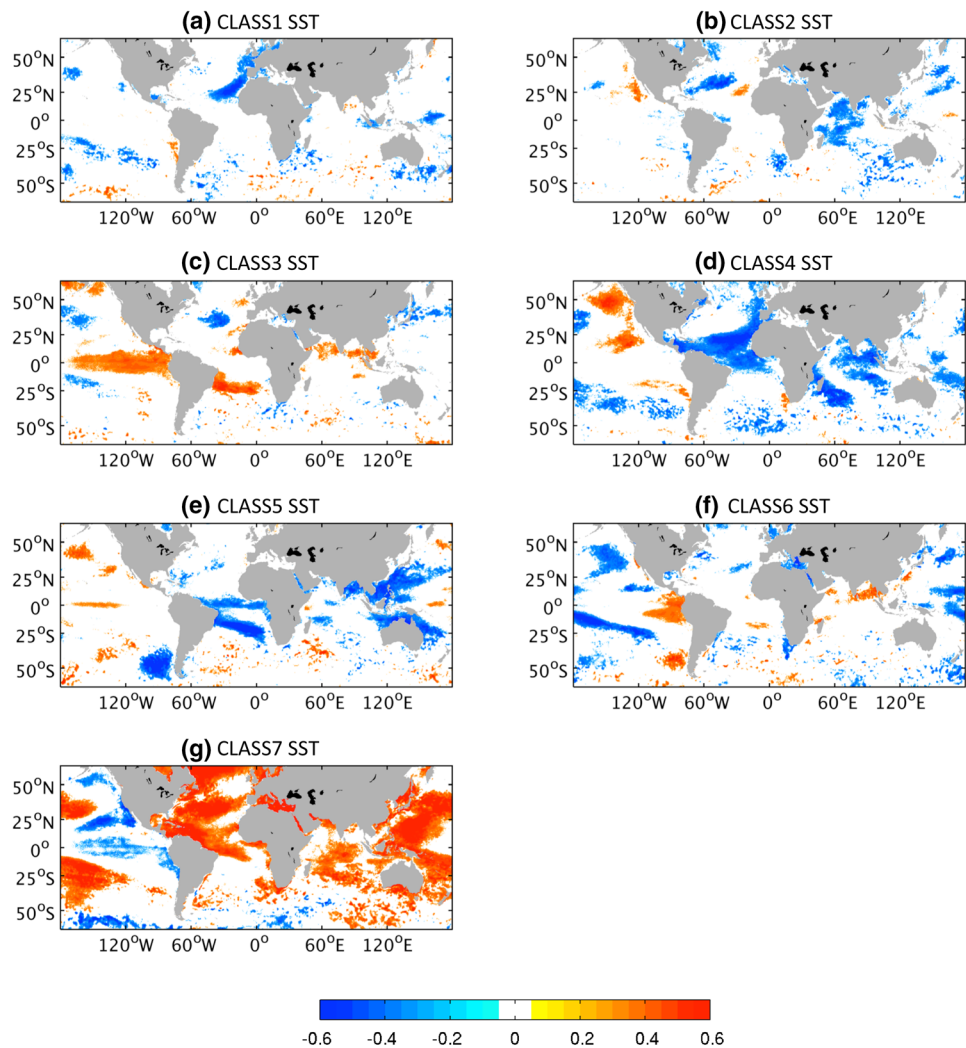 (a) CLASS1 SST
(b) CLASS2 SST
50°N
25°N
0°
25°S
50°S
120°W 60°W 0° 60°E 120°E
50°N
25°N
0°
25°S
50°S
120°W 60°W 0° 60°E 120°E
(c) CLASS3 SST
(d) CLASS4 SST
50°N
25°N
0°
25°S
50°S
120°W 60°W 0° 60°E 120°E
50°N
25°N
0°
25°S
50°S
120°W 60°W 0° 60°E 120°E
(e) CLASS5 SST
(f) CLASS6 SST
50°N
25°N
0°
25°S
50°S
120°W 60°W 0° 60°E 120°E
50°N
25°N
0°
25°S
50°S
120°W 60°W 0° 60°E 120°E
(g) CLASS7 SST
50°N
25°N
0°
25°S
50°S
120°W 60°W 0° 60°E 120°E
-0.6 -0.4 -0.2 0 0.2 0.4 0.6